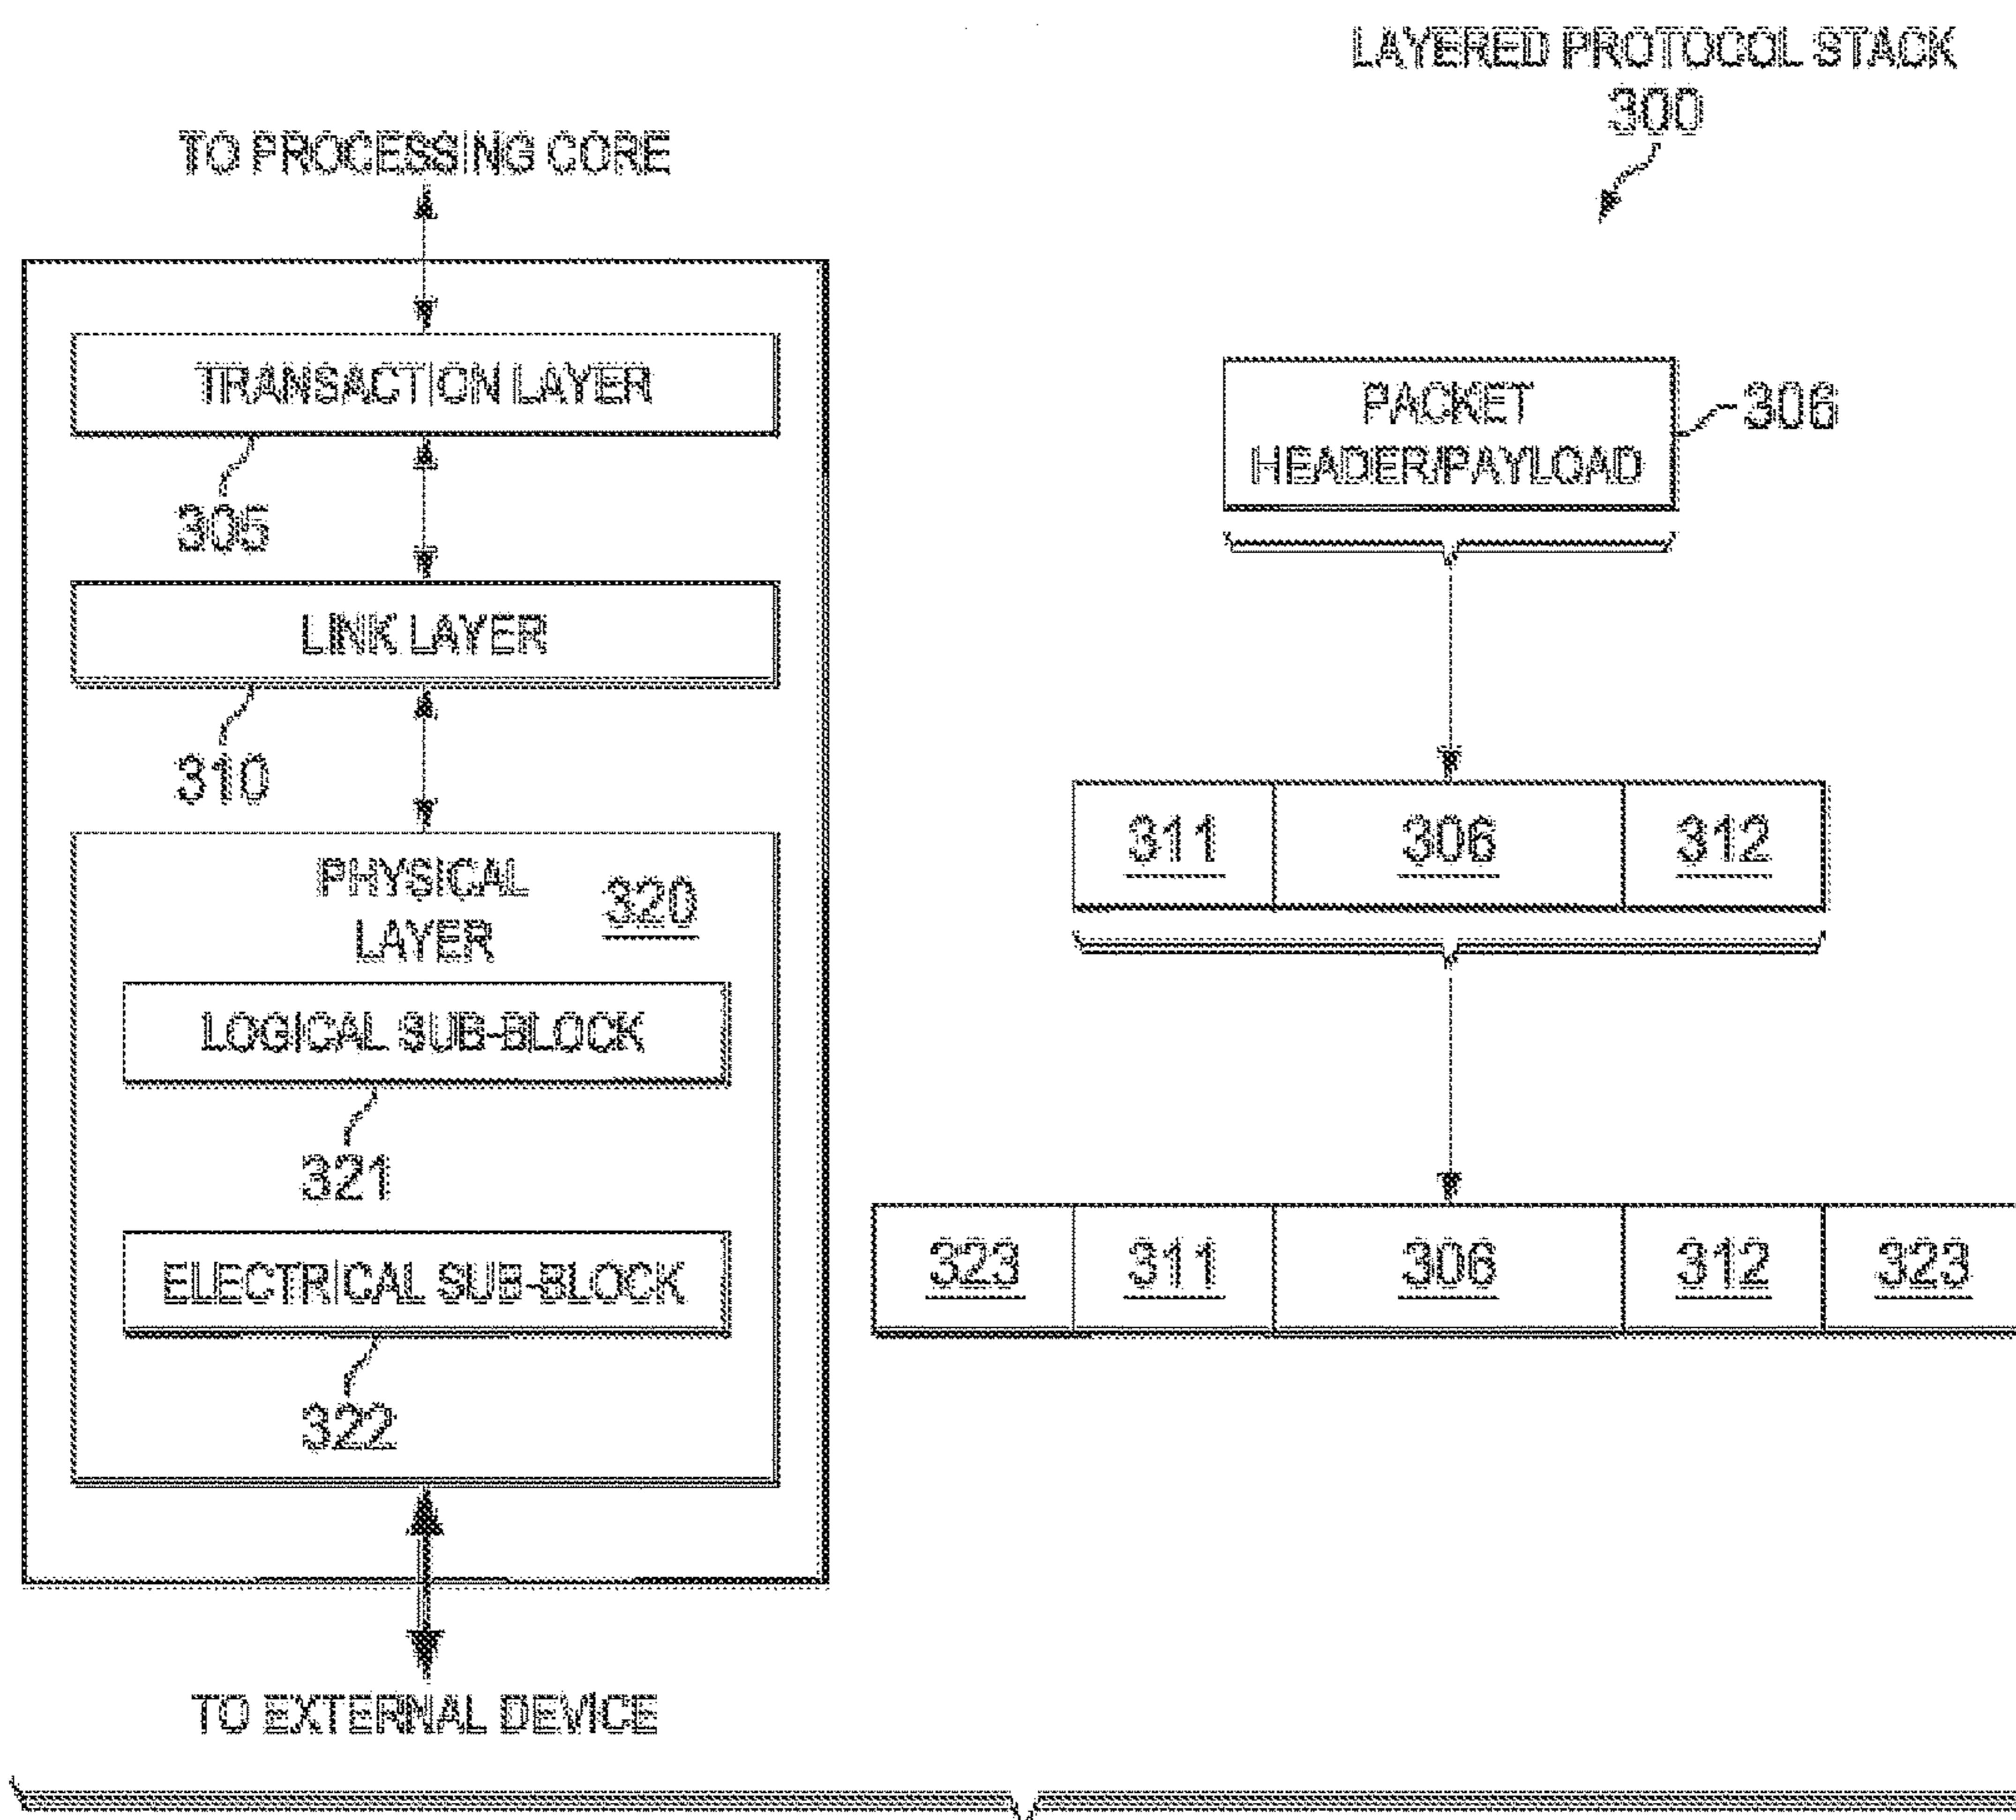 LAYERED PROTOCOL STACK
300
TO PROCESSING CORE
TRANSACTION LAYER
305
LINK LAYER
310
PHYSICAL
LAYER
320
LOGICAL SUB-BLOCK
321
ELECTRICAL SUB-BLOCK
322
TO EXTERNAL DEVICE
PACKET
HEADER/PAYLOAD
306
311 306 312
323 311 306 312 323